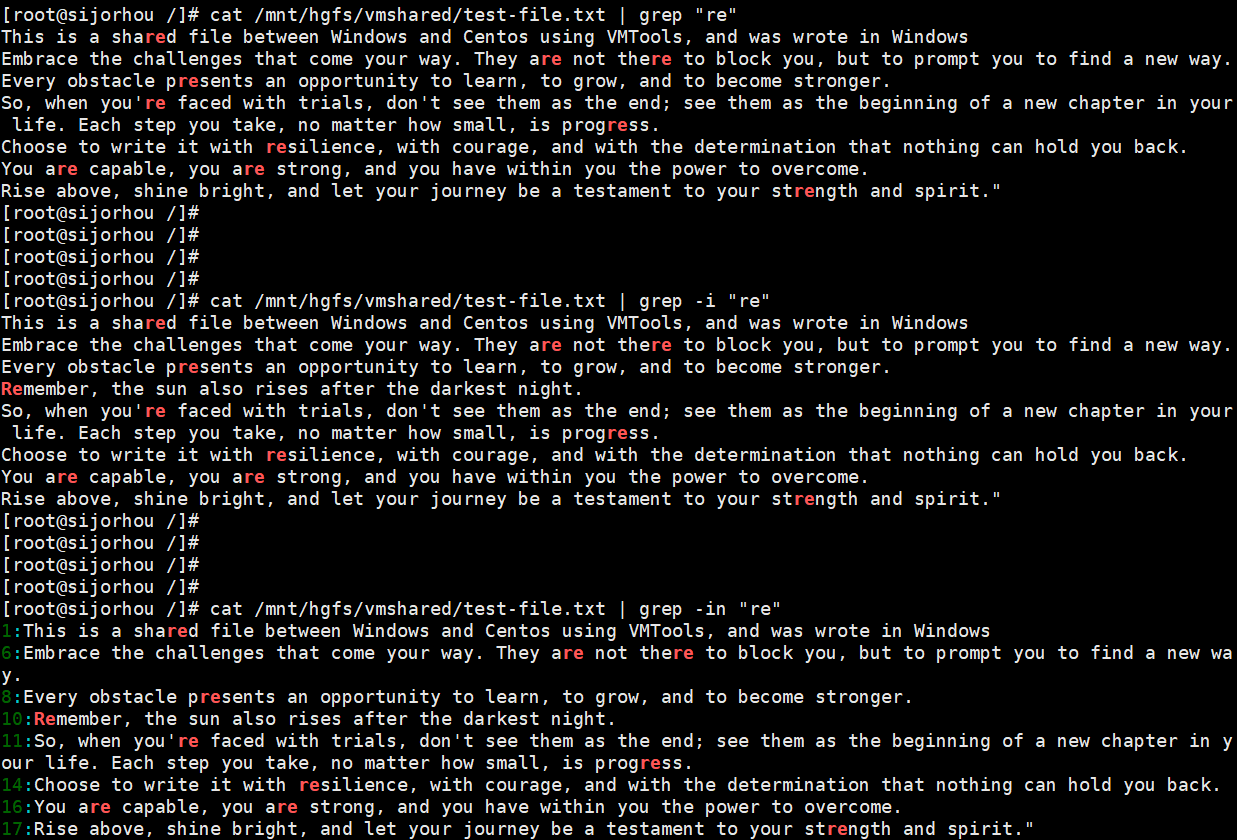 [root@sijorhou /]# cat /mnt/hgfs/vmshared/test-file.txt | grep "re"
This is a shared file between Windows and Centos using VMTools, and was wrote in Windows
Embrace the challenges that come your way. They are not there to block you, but to prompt you to find a new way.
Every obstacle presents an opportunity to learn, to grow, and to become stronger.
So, when you're faced with trials, don't see them as the end; see them as the beginning of a new chapter in your
 life. Each step you take, no matter how small, is progress.
Choose to write it with resilience, with courage, and with the determination that nothing can hold you back.
You are capable, you are strong, and you have within you the power to overcome.
Rise above, shine bright, and let your journey be a testament to your strength and spirit."
[root@sijorhou /]#
[root@sijorhou /]#
[root@sijorhou /]#
[root@sijorhou /]#
[root@sijorhou /]# cat /mnt/hgfs/vmshared/test-file.txt | grep -i "re"
This is a shared file between Windows and Centos using VMTools, and was wrote in Windows
Embrace the challenges that come your way. They are not there to block you, but to prompt you to find a new way.
Every obstacle presents an opportunity to learn, to grow, and to become stronger.
Remember, the sun also rises after the darkest night.
So, when you're faced with trials, don't see them as the end; see them as the beginning of a new chapter in your
 life. Each step you take, no matter how small, is progress.
Choose to write it with resilience, with courage, and with the determination that nothing can hold you back.
You are capable, you are strong, and you have within you the power to overcome.
Rise above, shine bright, and let your journey be a testament to your strength and spirit."
[root@sijorhou /]#
[root@sijorhou /]#
[root@sijorhou /]#
[root@sijorhou /]#
[root@sijorhou /]# cat /mnt/hgfs/vmshared/test-file.txt | grep -in "re"
1:This is a shared file between Windows and Centos using VMTools, and was wrote in Windows
6:Embrace the challenges that come your way. They are not there to block you, but to prompt you to find a new wa
y.
8:Every obstacle presents an opportunity to learn, to grow, and to become stronger.
10:Remember, the sun also rises after the darkest night.
11:So, when you're faced with trials, don't see them as the end; see them as the beginning of a new chapter in y
our life. Each step you take, no matter how small, is progress.
14:Choose to write it with resilience, with courage, and with the determination that nothing can hold you back.
16:You are capable, you are strong, and you have within you the power to overcome.
17:Rise above, shine bright, and let your journey be a testament to your strength and spirit."